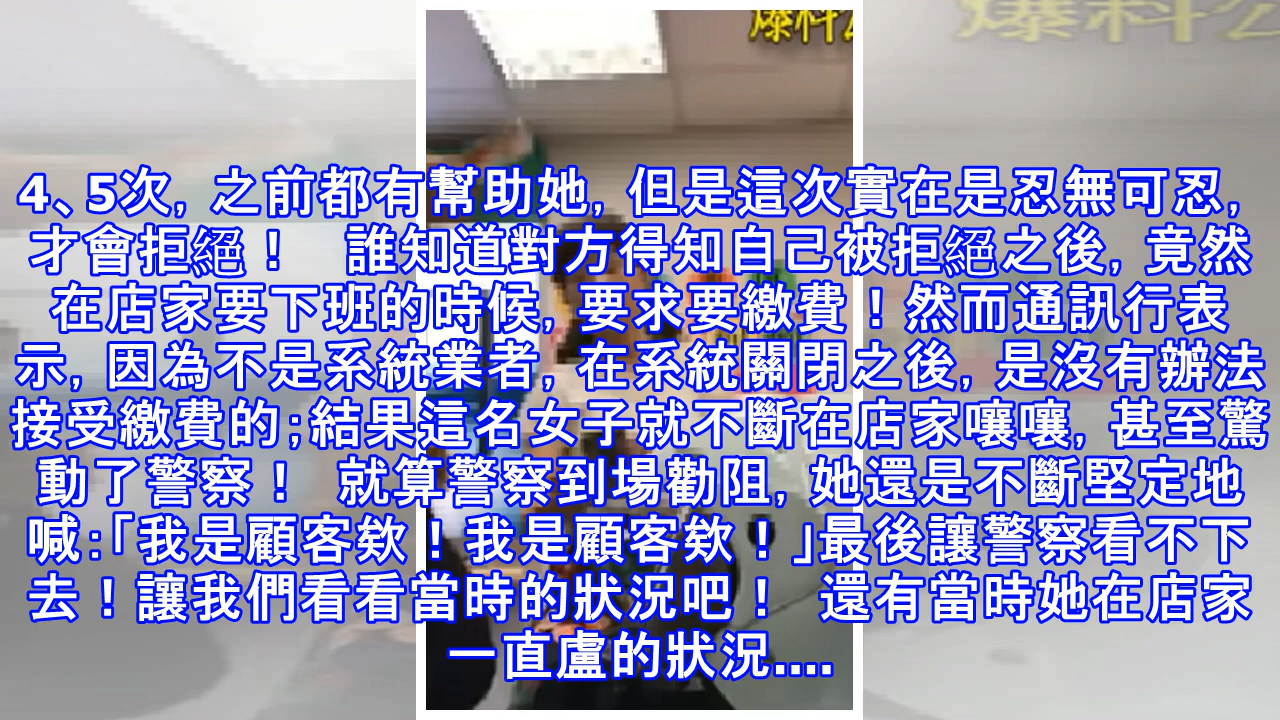 爆料公
爆料公
4、5次, 之前都有幫助她, 但是這次實在是忍無可忍,
才會拒絕！ 誰知道對方得知自己被拒絕之後, 竟然
在店家要下班的時候, 要求要繳費！然而通訊行表
示, 因為不是系統業者, 在系統關閉之後, 是沒有辦法
接受繳費的;結果這名女子就不斷在店家嚷嚷, 甚至驚
動了警察！ 就算警察到場勸阻, 她還是不斷堅定地
喊:「我是顧客欸！我是顧客欸！」最後讓警察看不下
去！讓我們看看當時的狀況吧！ 還有當時她在店家
一直盧的狀況....